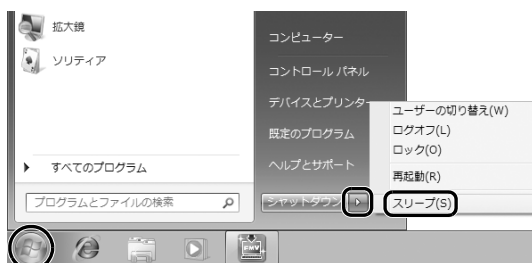 拡大鏡
ソリティア
すべてのプログラム
プログラムとファイルの検索
コンピューター
コントロール パネル
デバイスとプリンター
既定のプログラム
ヘルプとサポート
シャットダウン
ユーザーの切り替え(W)
ログオフ(L)
ロック(O)
再起動(R)
スリープ(S)
EMV